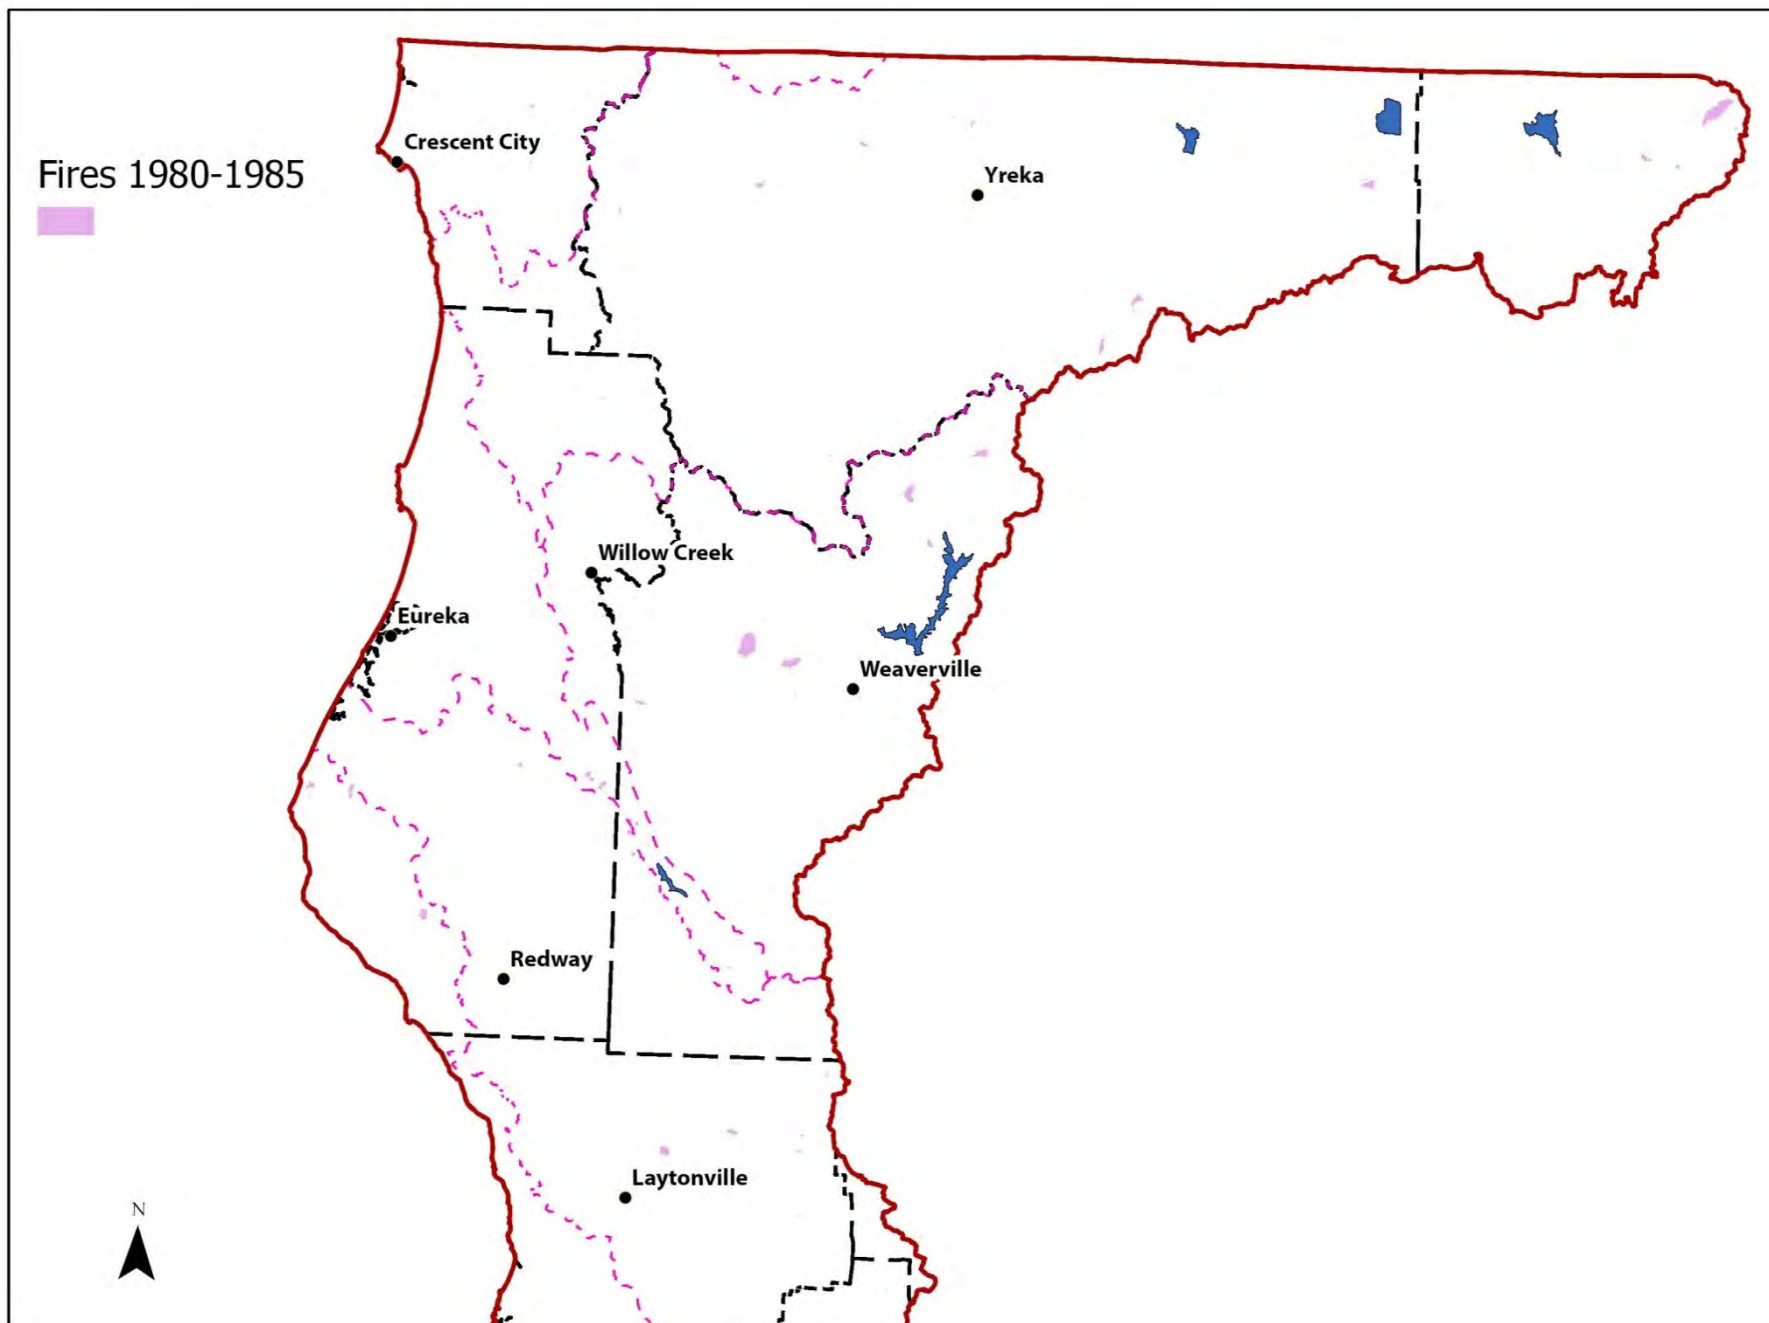 Crescent City
Fires 1980-1985
Yreka
Willow Creek
Eureka
Weaverville
Redway
Laytonville
N